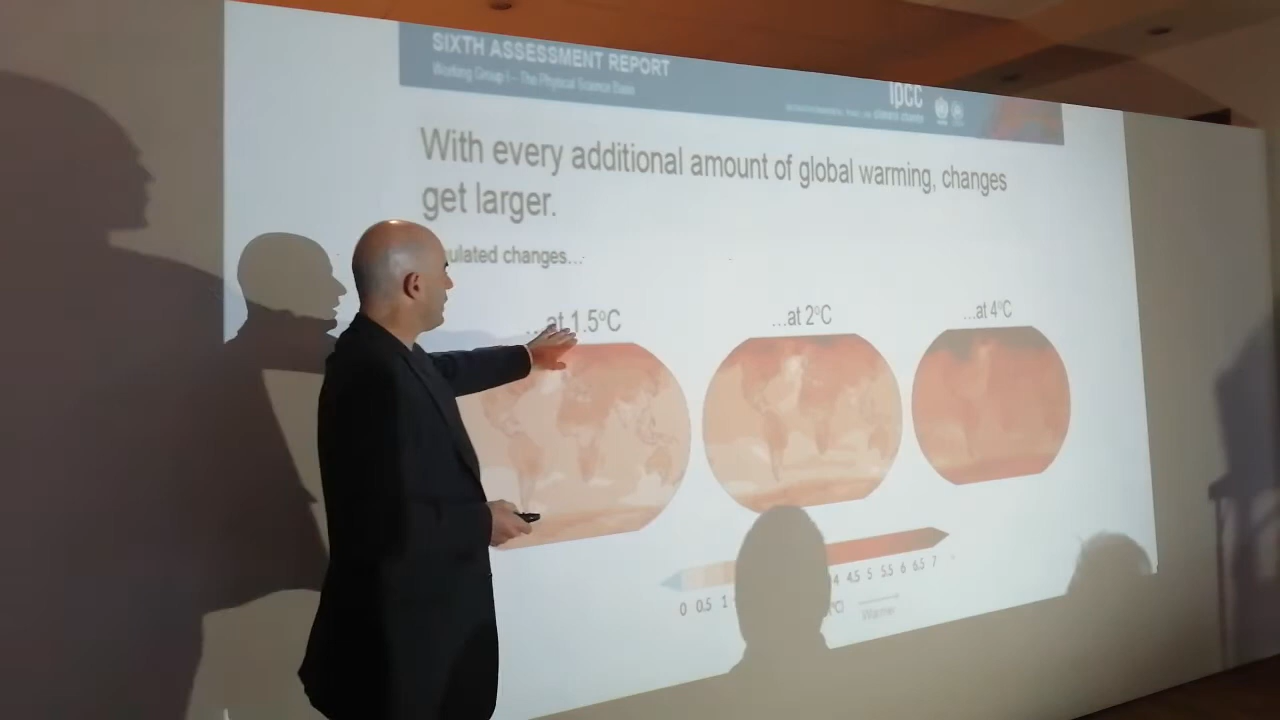 SIXTH ASSESSMENT REPORT
Working Group I – The Physical Science Basis
ipcc
climate change
With every additional amount of global warming, changes
get larger.
ulated changes...
...at 1.5°C
...at 2°C
...at 4°C
0 0.5 1 4 4.5 5 5.5 6 6.5 7
Warmer